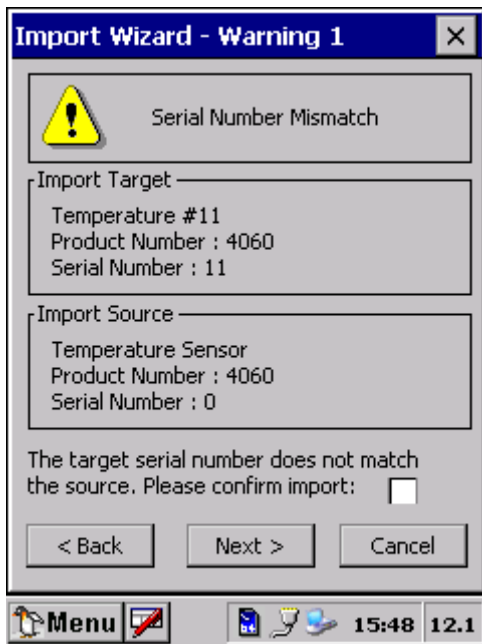 Import Wizard - Warning 1
Serial Number Mismatch
Import Target
Temperature #11
Product Number : 4060
Serial Number : 11
Import Source
Temperature Sensor
Product Number : 4060
Serial Number : 0
The target serial number does not match
the source. Please confirm import:
< Back Next > Cancel
Menu 15:48 12.1